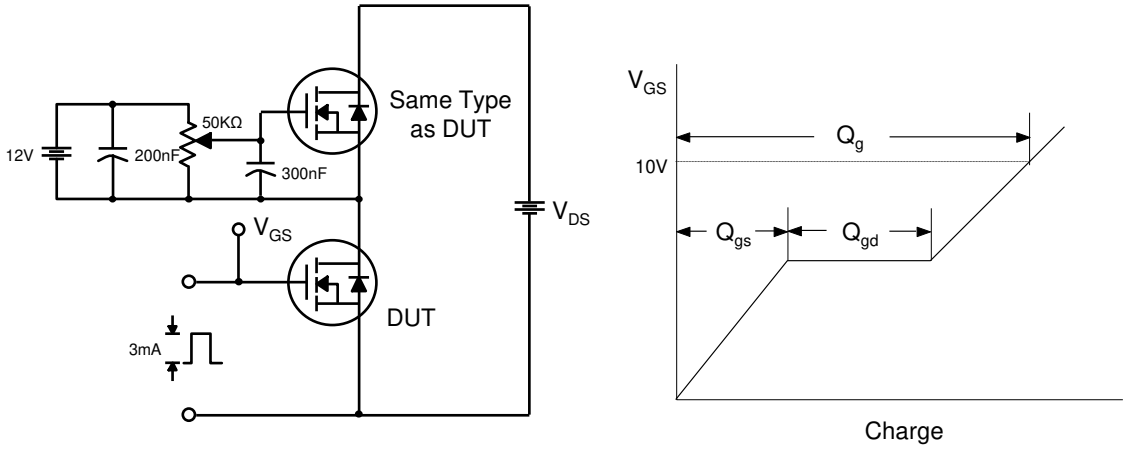 12V
200nF
50KΩ
300nF
Same Type
as DUT
V_GS
DUT
3mA
V_DS
V_GS
10V
Q_g
Q_gs
Q_gd
Charge